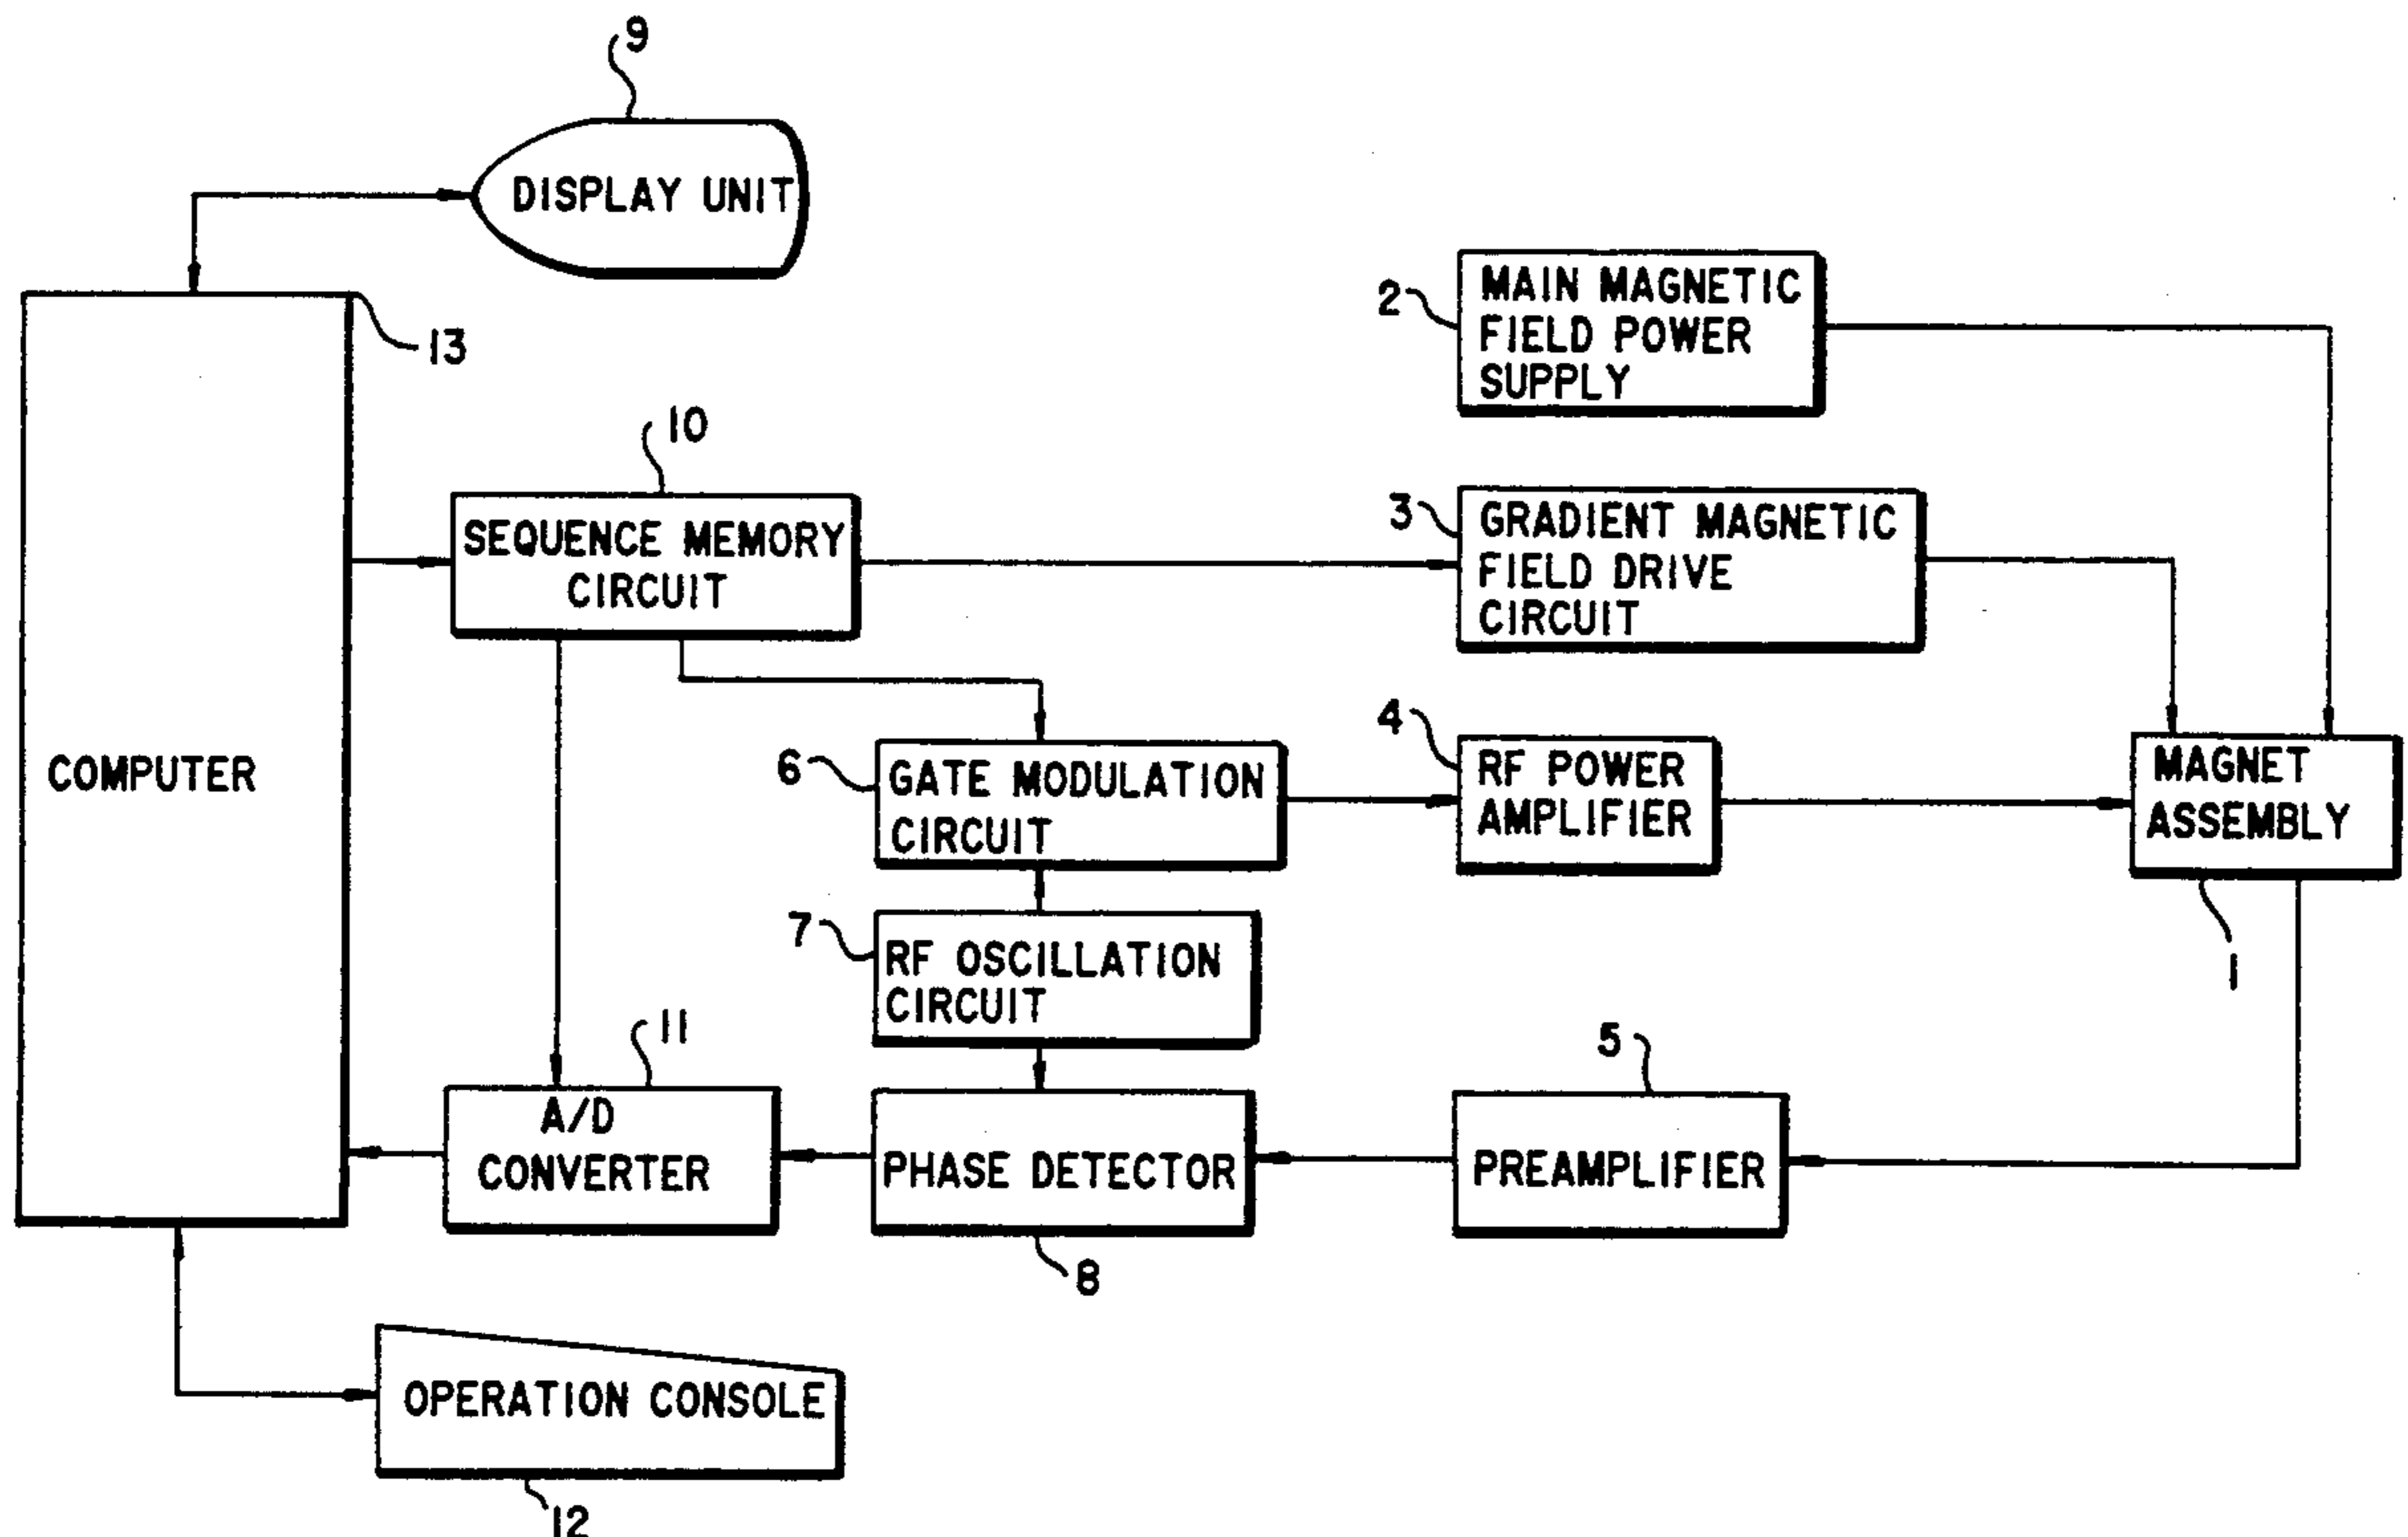 9
DISPLAY UNIT
2
MAIN MAGNETIC
FIELD POWER
SUPPLY
13
10
SEQUENCE MEMORY
CIRCUIT
3
GRADIENT MAGNETIC
FIELD DRIVE
CIRCUIT
COMPUTER
6
GATE MODULATION
CIRCUIT
4
RF POWER
AMPLIFIER
MAGNET
ASSEMBLY
1
7
RF OSCILLATION
CIRCUIT
11
A/D
CONVERTER
PHASE DETECTOR
8
5
PREAMPLIFIER
OPERATION CONSOLE
12